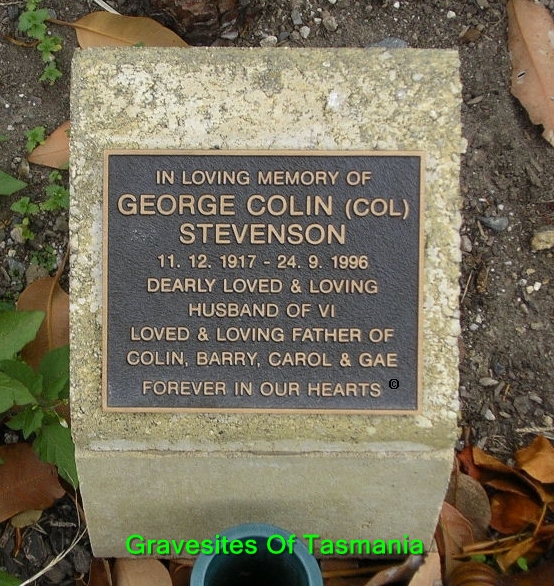 IN LOVING MEMORY OF
GEORGE COLIN (COL)
STEVENSON
11. 12. 1917 - 24. 9. 1996
DEARLY LOVED & LOVING
HUSBAND OF VI
LOVED & LOVING FATHER OF
COLIN, BARRY, CAROL & GAE
FOREVER IN OUR HEARTS ©
Gravesites Of Tasmania